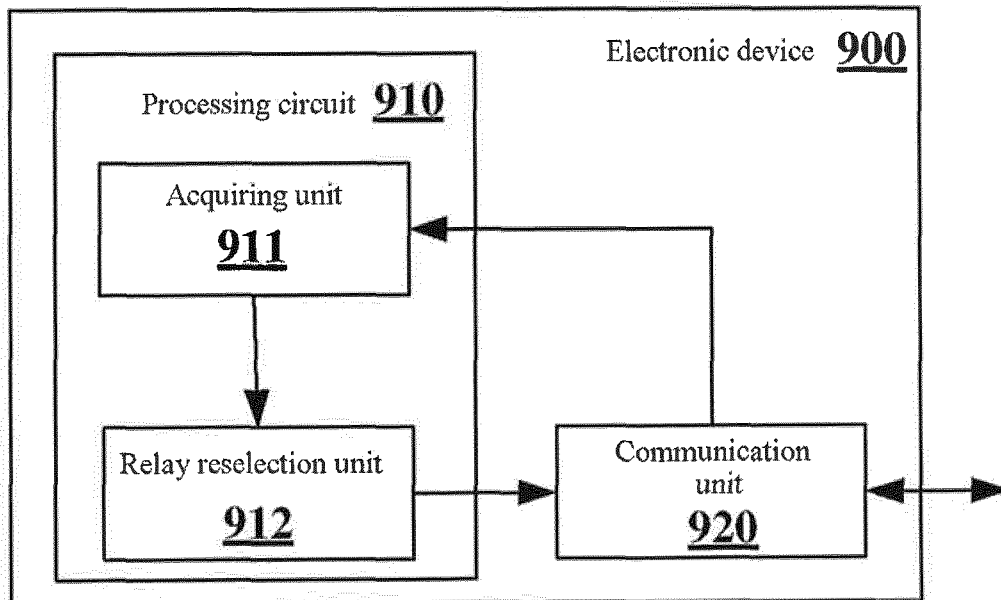 Electronic device 900
Processing circuit 910
Acquiring unit
911
Relay reselection unit
912
Communication
unit
920